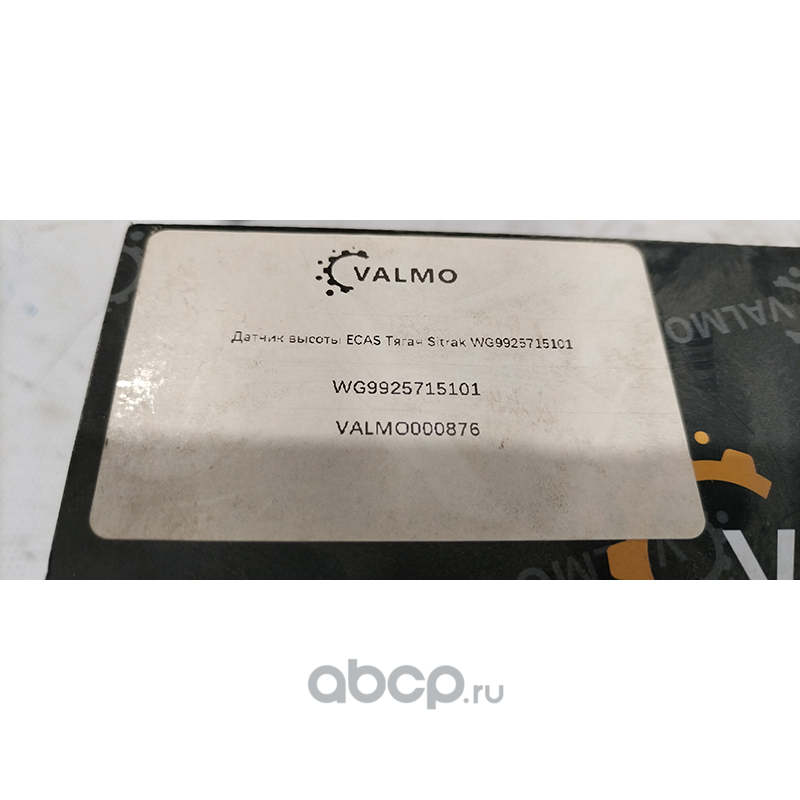 VALMO
Датчик высоты ECAS Тягач Sitrak WG9925715101
WG9925715101
VALMO000876
VALMO
VALMO
abcp.ru